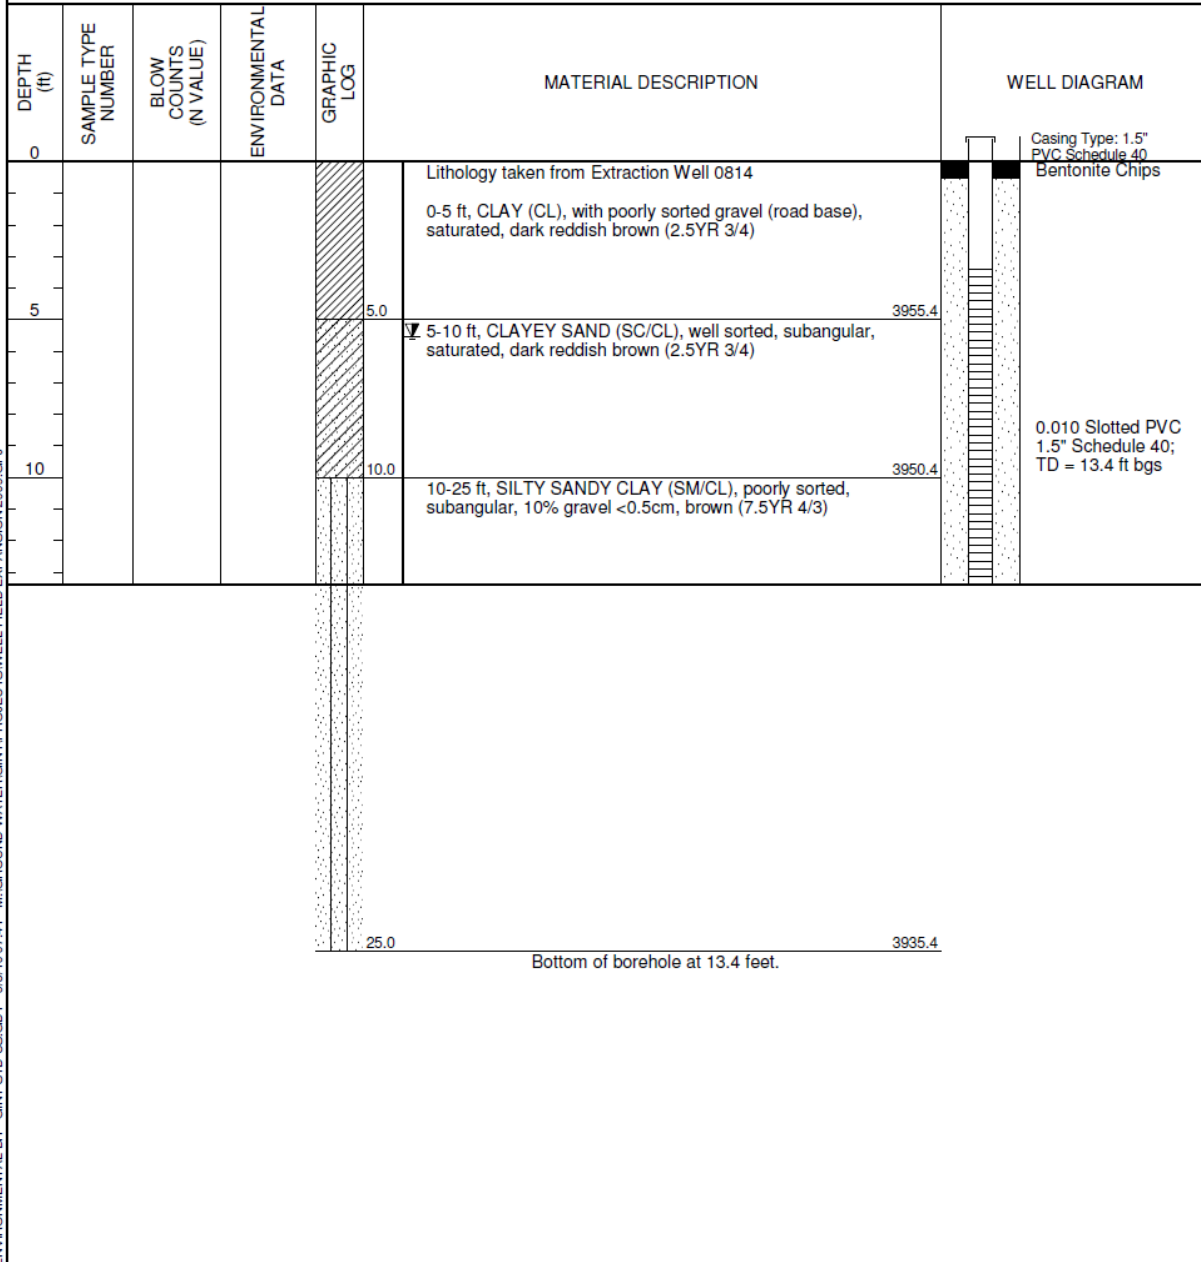 DEPTH
(ft)
SAMPLE TYPE
NUMBER
BLOW
COUNTS
(N VALUE)
ENVIRONMENTAL
DATA
GRAPHIC
LOG
MATERIAL DESCRIPTION
WELL DIAGRAM
0
Casing Type: 1.5"
PVC Schedule 40
Bentonite Chips
Lithology taken from Extraction Well 0814
0-5 ft, CLAY (CL), with poorly sorted gravel (road base),
saturated, dark reddish brown (2.5YR 3/4)
5
5.0
3955.4
5-10 ft, CLAYEY SAND (SC/CL), well sorted, subangular,
saturated, dark reddish brown (2.5YR 3/4)
0.010 Slotted PVC
1.5" Schedule 40;
TD = 13.4 ft bgs
10
10.0
3950.4
10-25 ft, SILTY SANDY CLAY (SM/CL), poorly sorted,
subangular, 10% gravel <0.5cm, brown (7.5YR 4/3)
25.0
3935.4
Bottom of borehole at 13.4 feet.